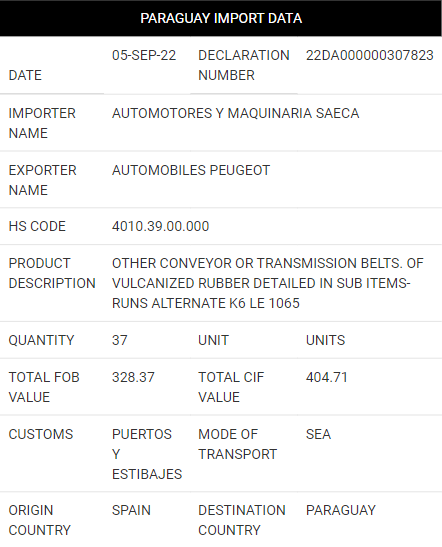 PARAGUAY IMPORT DATA
DATE 05-SEP-22 DECLARATION NUMBER 22DA000000307823
IMPORTER NAME AUTOMOTORES Y MAQUINARIA SAECA
EXPORTER NAME AUTOMOBILES PEUGEOT
HS CODE 4010.39.00.000
PRODUCT DESCRIPTION OTHER CONVEYOR OR TRANSMISSION BELTS. OF
VULCANIZED RUBBER DETAILED IN SUB ITEMS-
RUNS ALTERNATE K6 LE 1065
QUANTITY 37 UNIT UNITS
TOTAL FOB VALUE 328.37 TOTAL CIF VALUE 404.71
CUSTOMS PUERTOS Y ESTIBAJES MODE OF TRANSPORT SEA
ORIGIN COUNTRY SPAIN DESTINATION COUNTRY PARAGUAY